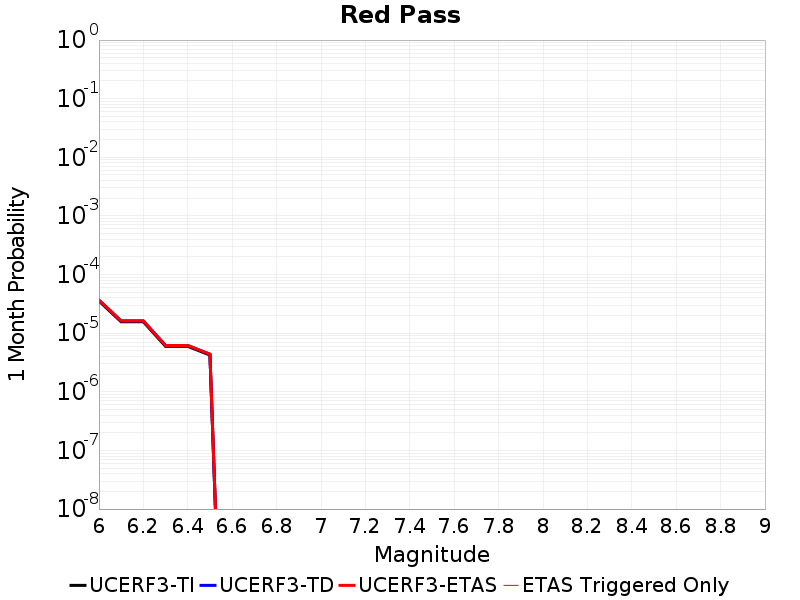 Red Pass
1 Month Probability
10^0
10^-1
10^-2
10^-3
10^-4
10^-5
10^-6
10^-7
10^-8
6 6.2 6.4 6.6 6.8 7 7.2 7.4 7.6 7.8 8 8.2 8.4 8.6 8.8 9
Magnitude
UCERF3-TI UCERF3-TD UCERF3-ETAS ETAS Triggered Only